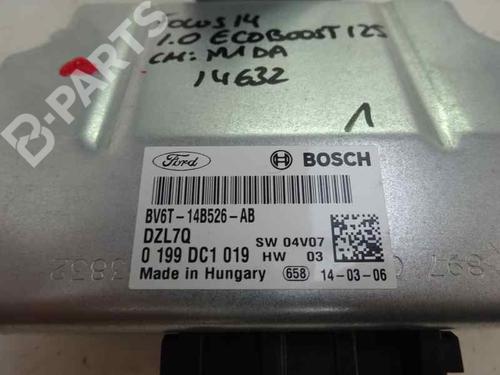 FOCUS 14
1.0 ECOBOOST 125
CM: M1DA
14632
1
B-PARTS
Ford
BOSCH
BV6T-14B526-AB
DZL7Q
SW 04V07
0 199 DC1 019
HW 03
Made in Hungary
658
14-03-06
B-PARTS